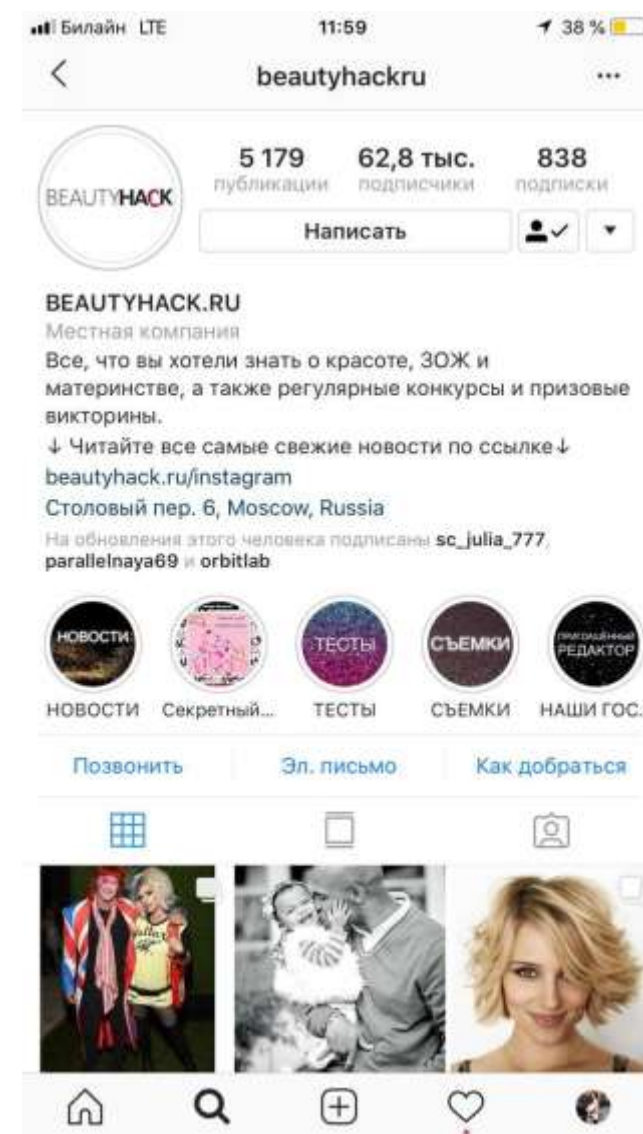 Билайн LTE 11:59 38 %
beautyhackru
BEAUTYHACK
5 179 62,8 тыс. 838
публикации подписчики подписки
Написать
BEAUTYHACK.RU
Местная компания
Все, что вы хотели знать о красоте, ЗОЖ и
материнстве, а также регулярные конкурсы и призовые
викторины.
↓ Читайте все самые свежие новости по ссылке↓
beautyhack.ru/instagram
Столовый пер. 6, Moscow, Russia
На обновления этого человека подписаны sc_julia_777,
parallelnaya69 и orbitlab
НОВОСТИ ТЕСТЫ СЪЕМКИ ПРИГЛАШЁННЫЙ
РЕДАКТОР
НОВОСТИ Секретный... ТЕСТЫ СЪЕМКИ НАШИ ГОС.
Позвонить Эл. письмо Как добраться